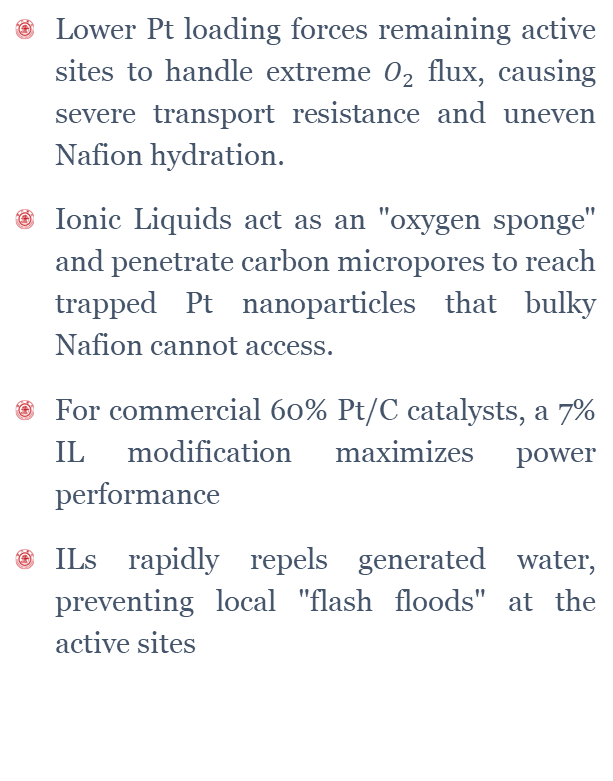 Lower Pt loading forces remaining active
sites to handle extreme O₂ flux, causing
severe transport resistance and uneven
Nafion hydration.
Ionic Liquids act as an "oxygen sponge"
and penetrate carbon micropores to reach
trapped Pt nanoparticles that bulky
Nafion cannot access.
For commercial 60% Pt/C catalysts, a 7%
IL modification maximizes power
performance
ILs rapidly repels generated water,
preventing local "flash floods" at the
active sites